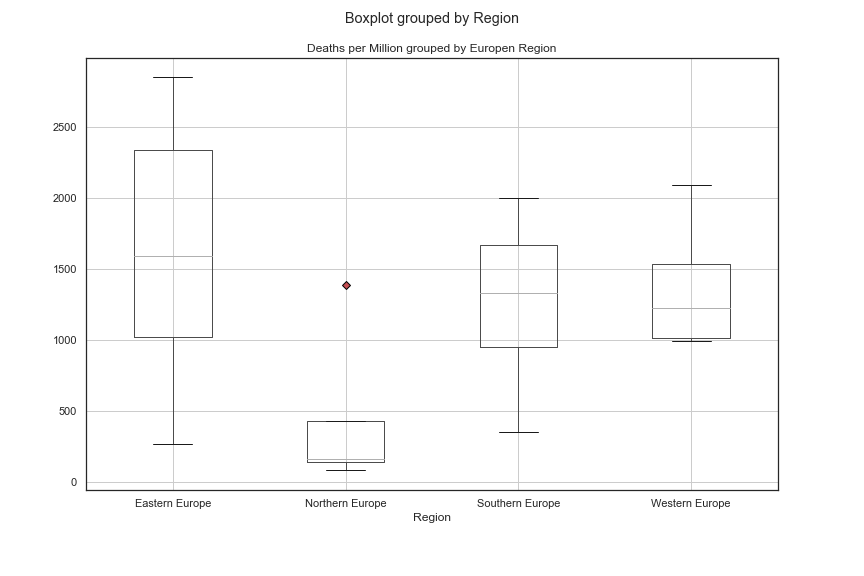 Boxplot grouped by Region
Deaths per Million grouped by Europen Region
2500
2000
1500
1000
500
0
Eastern Europe Northern Europe Southern Europe Western Europe
Region